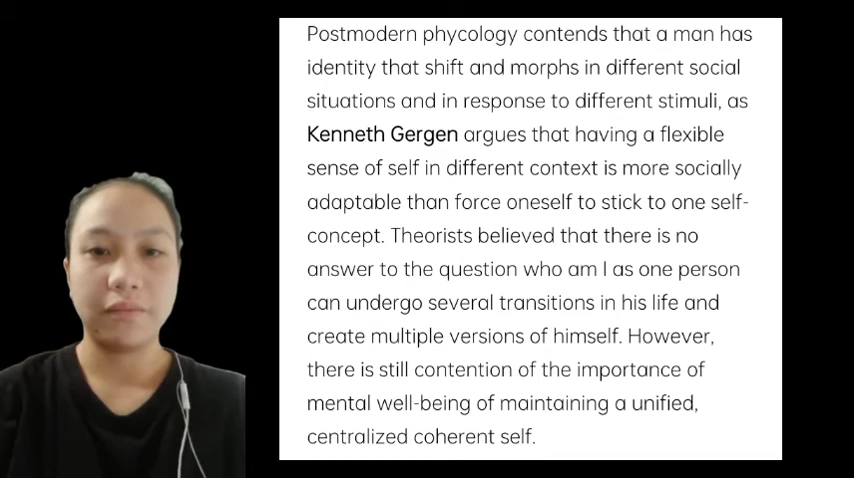 Postmodern phycology contends that a man has
identity that shift and morphs in different social
situations and in response to different stimuli, as
Kenneth Gergen argues that having a flexible
sense of self in different context is more socially
adaptable than force oneself to stick to one self-
concept. Theorists believed that there is no
answer to the question who am I as one person
can undergo several transitions in his life and
create multiple versions of himself. However,
there is still contention of the importance of
mental well-being of maintaining a unified,
centralized coherent self.